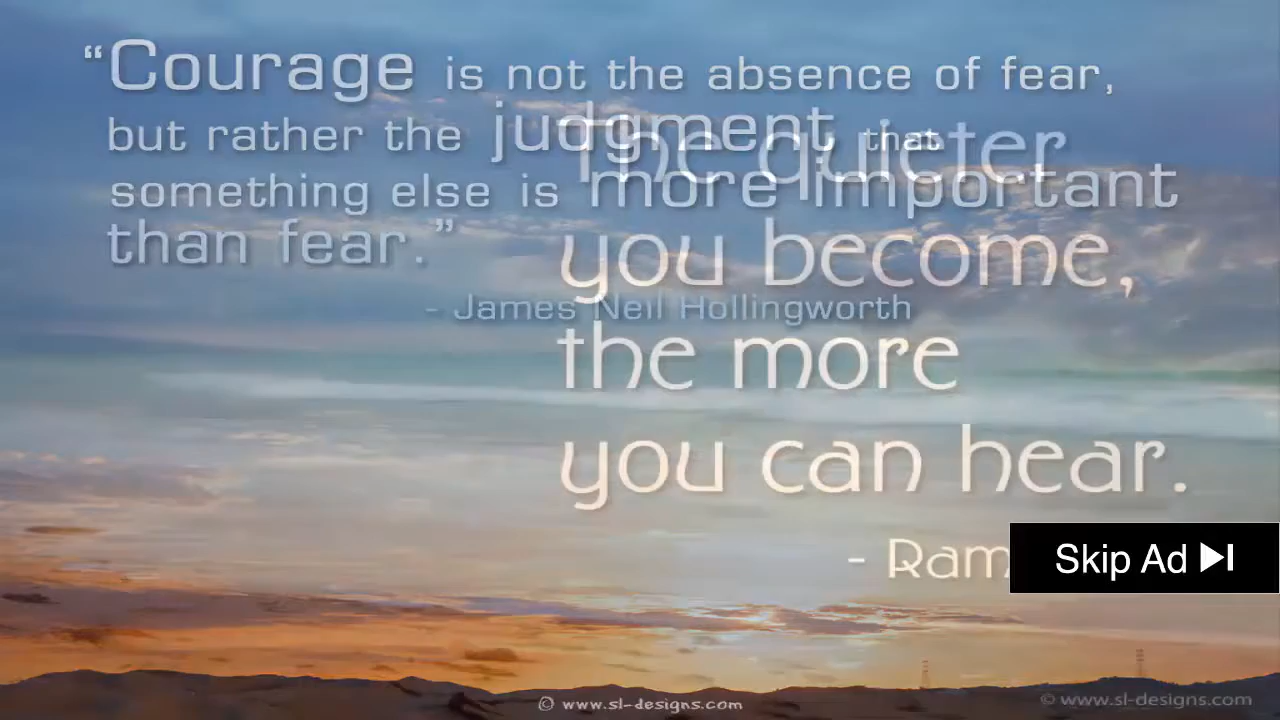 “Courage is not the absence of fear,
but rather the judgment that
something else is more important
than fear.”
- James Neil Hollingworth
The quieter
you become,
the more
you can hear.
-
Skip Ad
© www.sl-designs.com
© www.sl-designs.com